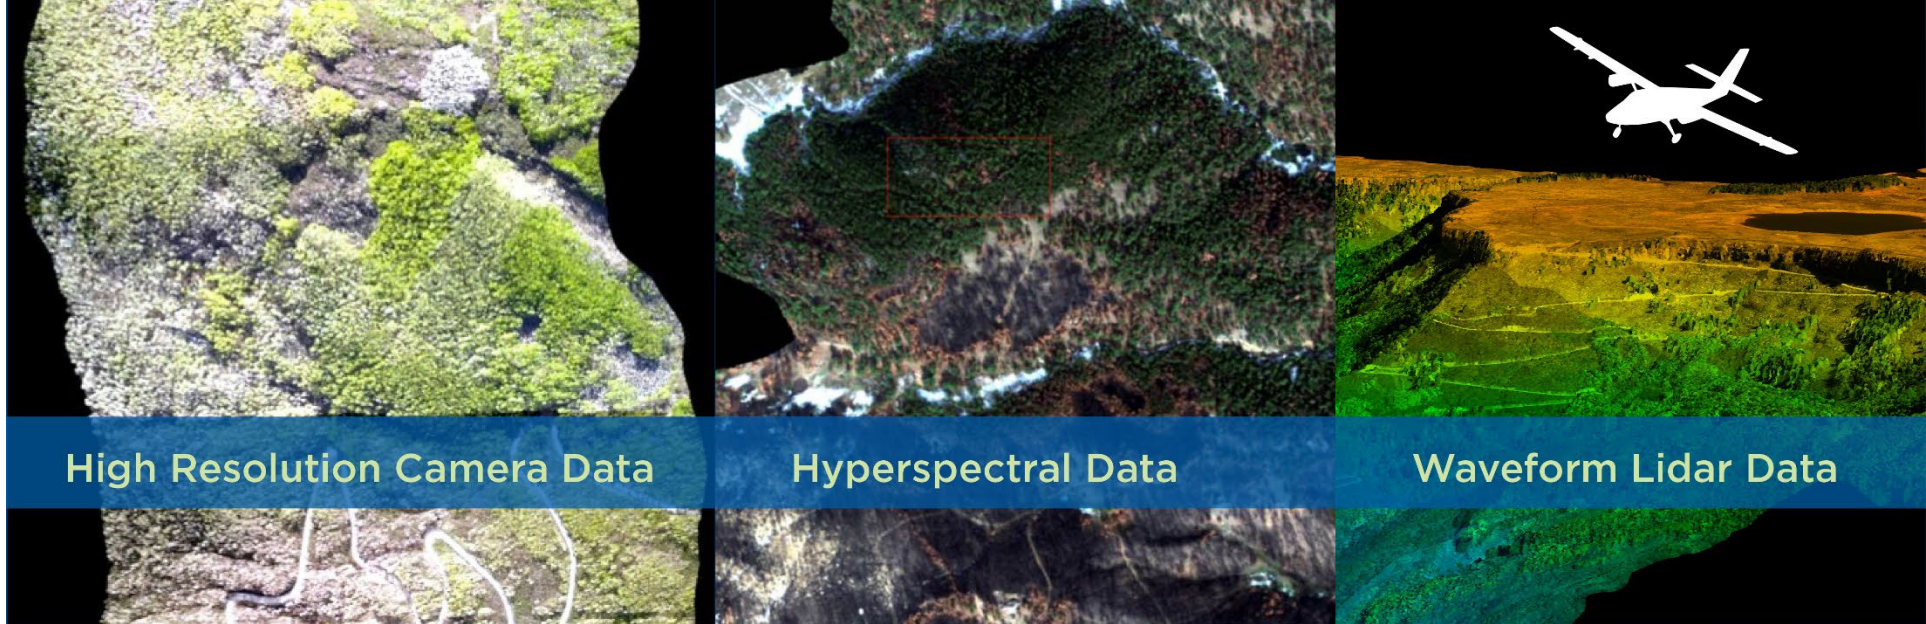 High Resolution Camera Data
Hyperspectral Data
Waveform Lidar Data